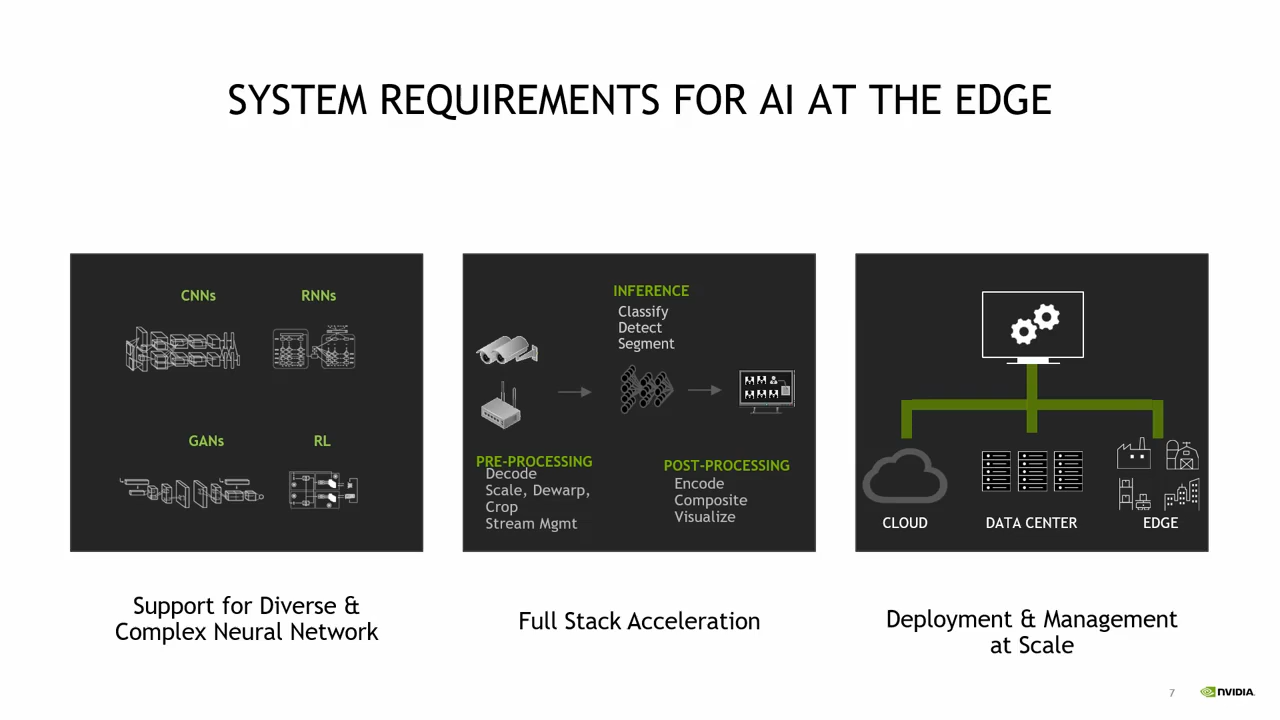 SYSTEM REQUIREMENTS FOR AI AT THE EDGE
CNNs
RNNs
GANs
RL
Support for Diverse &
Complex Neural Network
INFERENCE
Classify
Detect
Segment
PRE-PROCESSING
Decode
Scale, Dewarp,
Crop
Stream Mgmt
POST-PROCESSING
Encode
Composite
Visualize
Full Stack Acceleration
CLOUD
DATA CENTER
EDGE
Deployment & Management
at Scale
7
NVIDIA.